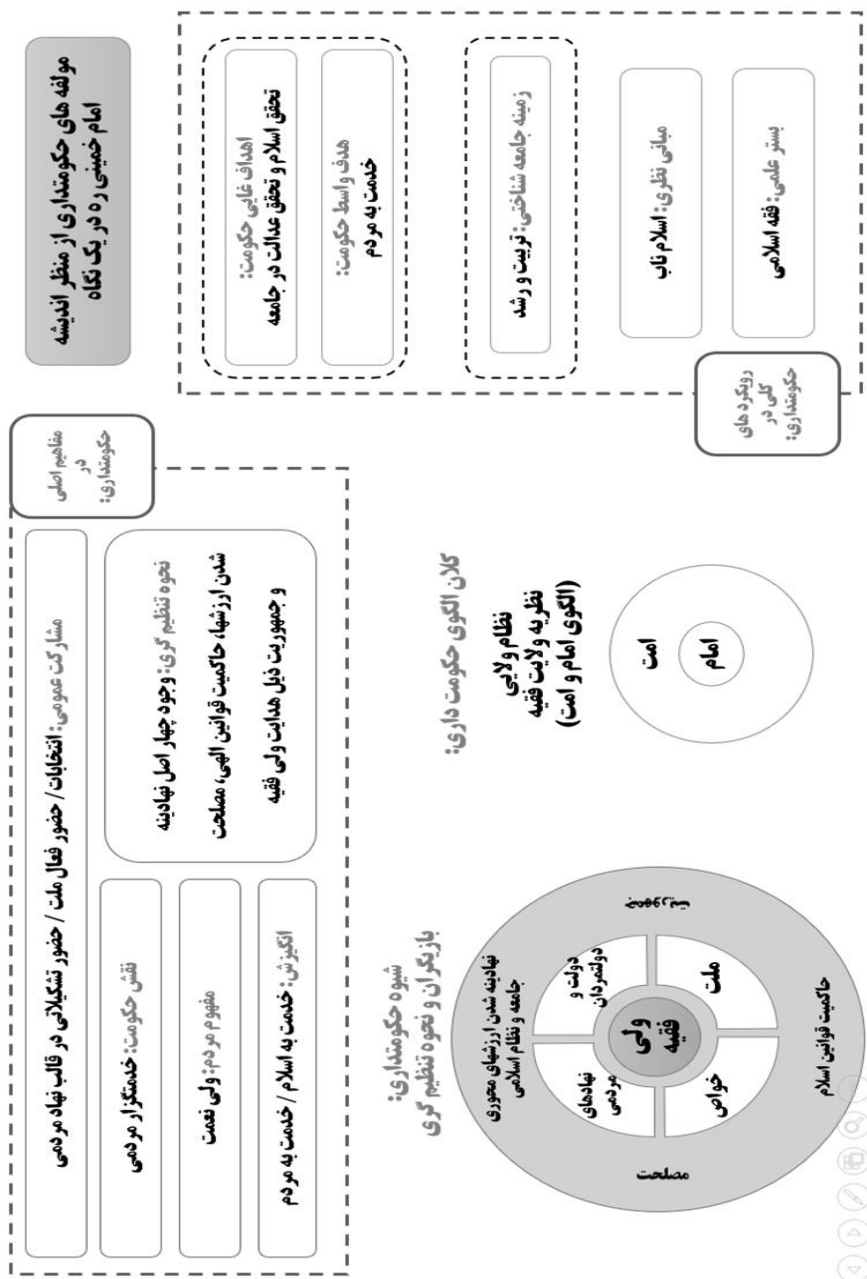 مولفه های حکومتداری از منظر اندیشه
امام خمینی ره در یک نگاه
مفاهیم اصلی
در
حکومتداری:
مشارکت عمومی: انتخابات/ حضور فعال ملت / حضور تشکیلاتی در قالب نهاد مردمی
نحوه تنظیم گری: وجود چهار اصل نهادینه
شدن ارزشها، حاکمیت قوانین الهی، مصلحت
و جمهوریت ذیل هدایت ولی فقیه
نقش حکومت: خدمتگزار مردمی
مفهوم مردم: ولی نعمت
انگیزش: خدمت به اسلام / خدمت به مردم
اهداف غایی حکومت:
تحقق اسلام و تحقق عدالت در جامعه
هدف واسط حکومت:
خدمت به مردم
زمینه جامعه شناختی: تربیت و رشد
مبانی نظری: اسلام ناب
بستر علمی: فقه اسلامی
رویکرد های
کلی در
حکومتداری:
کلان الگوی حکومت داری:
نظام ولایی
نظریه ولایت فقیه
(الگوی امام و امت)
امت
امام
شیوه حکومتداری:
بازیگران و نحوه تنظیم گری
نهادینه شدن ارزشهای محوری
جامعه و نظام اسلامی
جمهوریت
حاکمیت قوانین اسلام
مصلحت
دولت و
دولتمردان
ملت
خواص
نهادهای
مردمی
ولی
فقیه